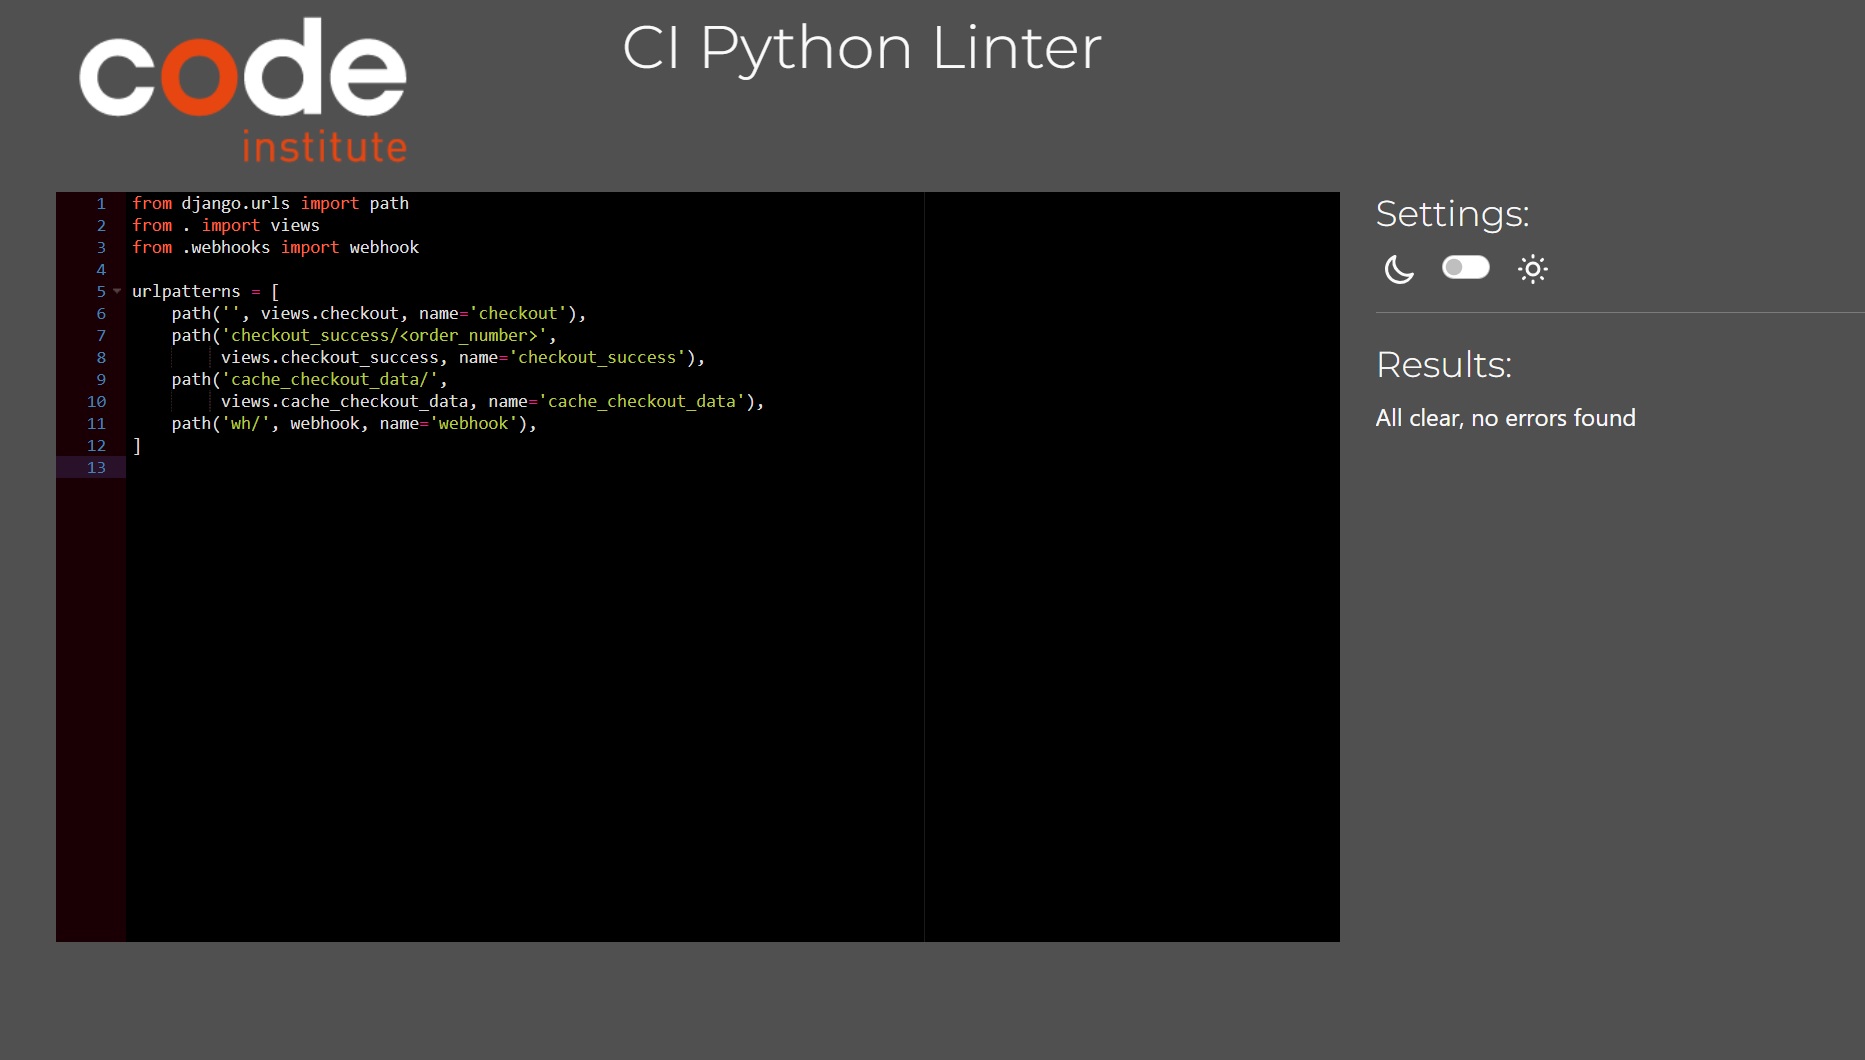 code
institute
CI Python Linter
1 from django.urls import path
2 from . import views
3 from .webhooks import webhook
4
5 urlpatterns = [
6     path('', views.checkout, name='checkout'),
7     path('checkout_success/<order_number>',
8          views.checkout_success, name='checkout_success'),
9     path('cache_checkout_data/',
10          views.cache_checkout_data, name='cache_checkout_data'),
11     path('wh/', webhook, name='webhook'),
12 ]
13
Settings:
Results:
All clear, no errors found